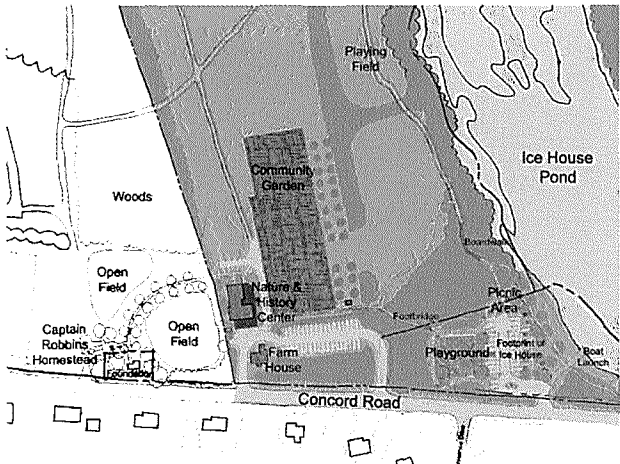 Playing
Field
Ice House
Pond
Community
Garden
Woods
Boardwalk
Open
Field
Nature &
History
Center
Picnic
Area
Footbridge
Captain
Robbins
Homestead
Open
Field
Foundation
Farm
House
Playground
Footprint of
Ice House
Boat
Launch
Concord Road